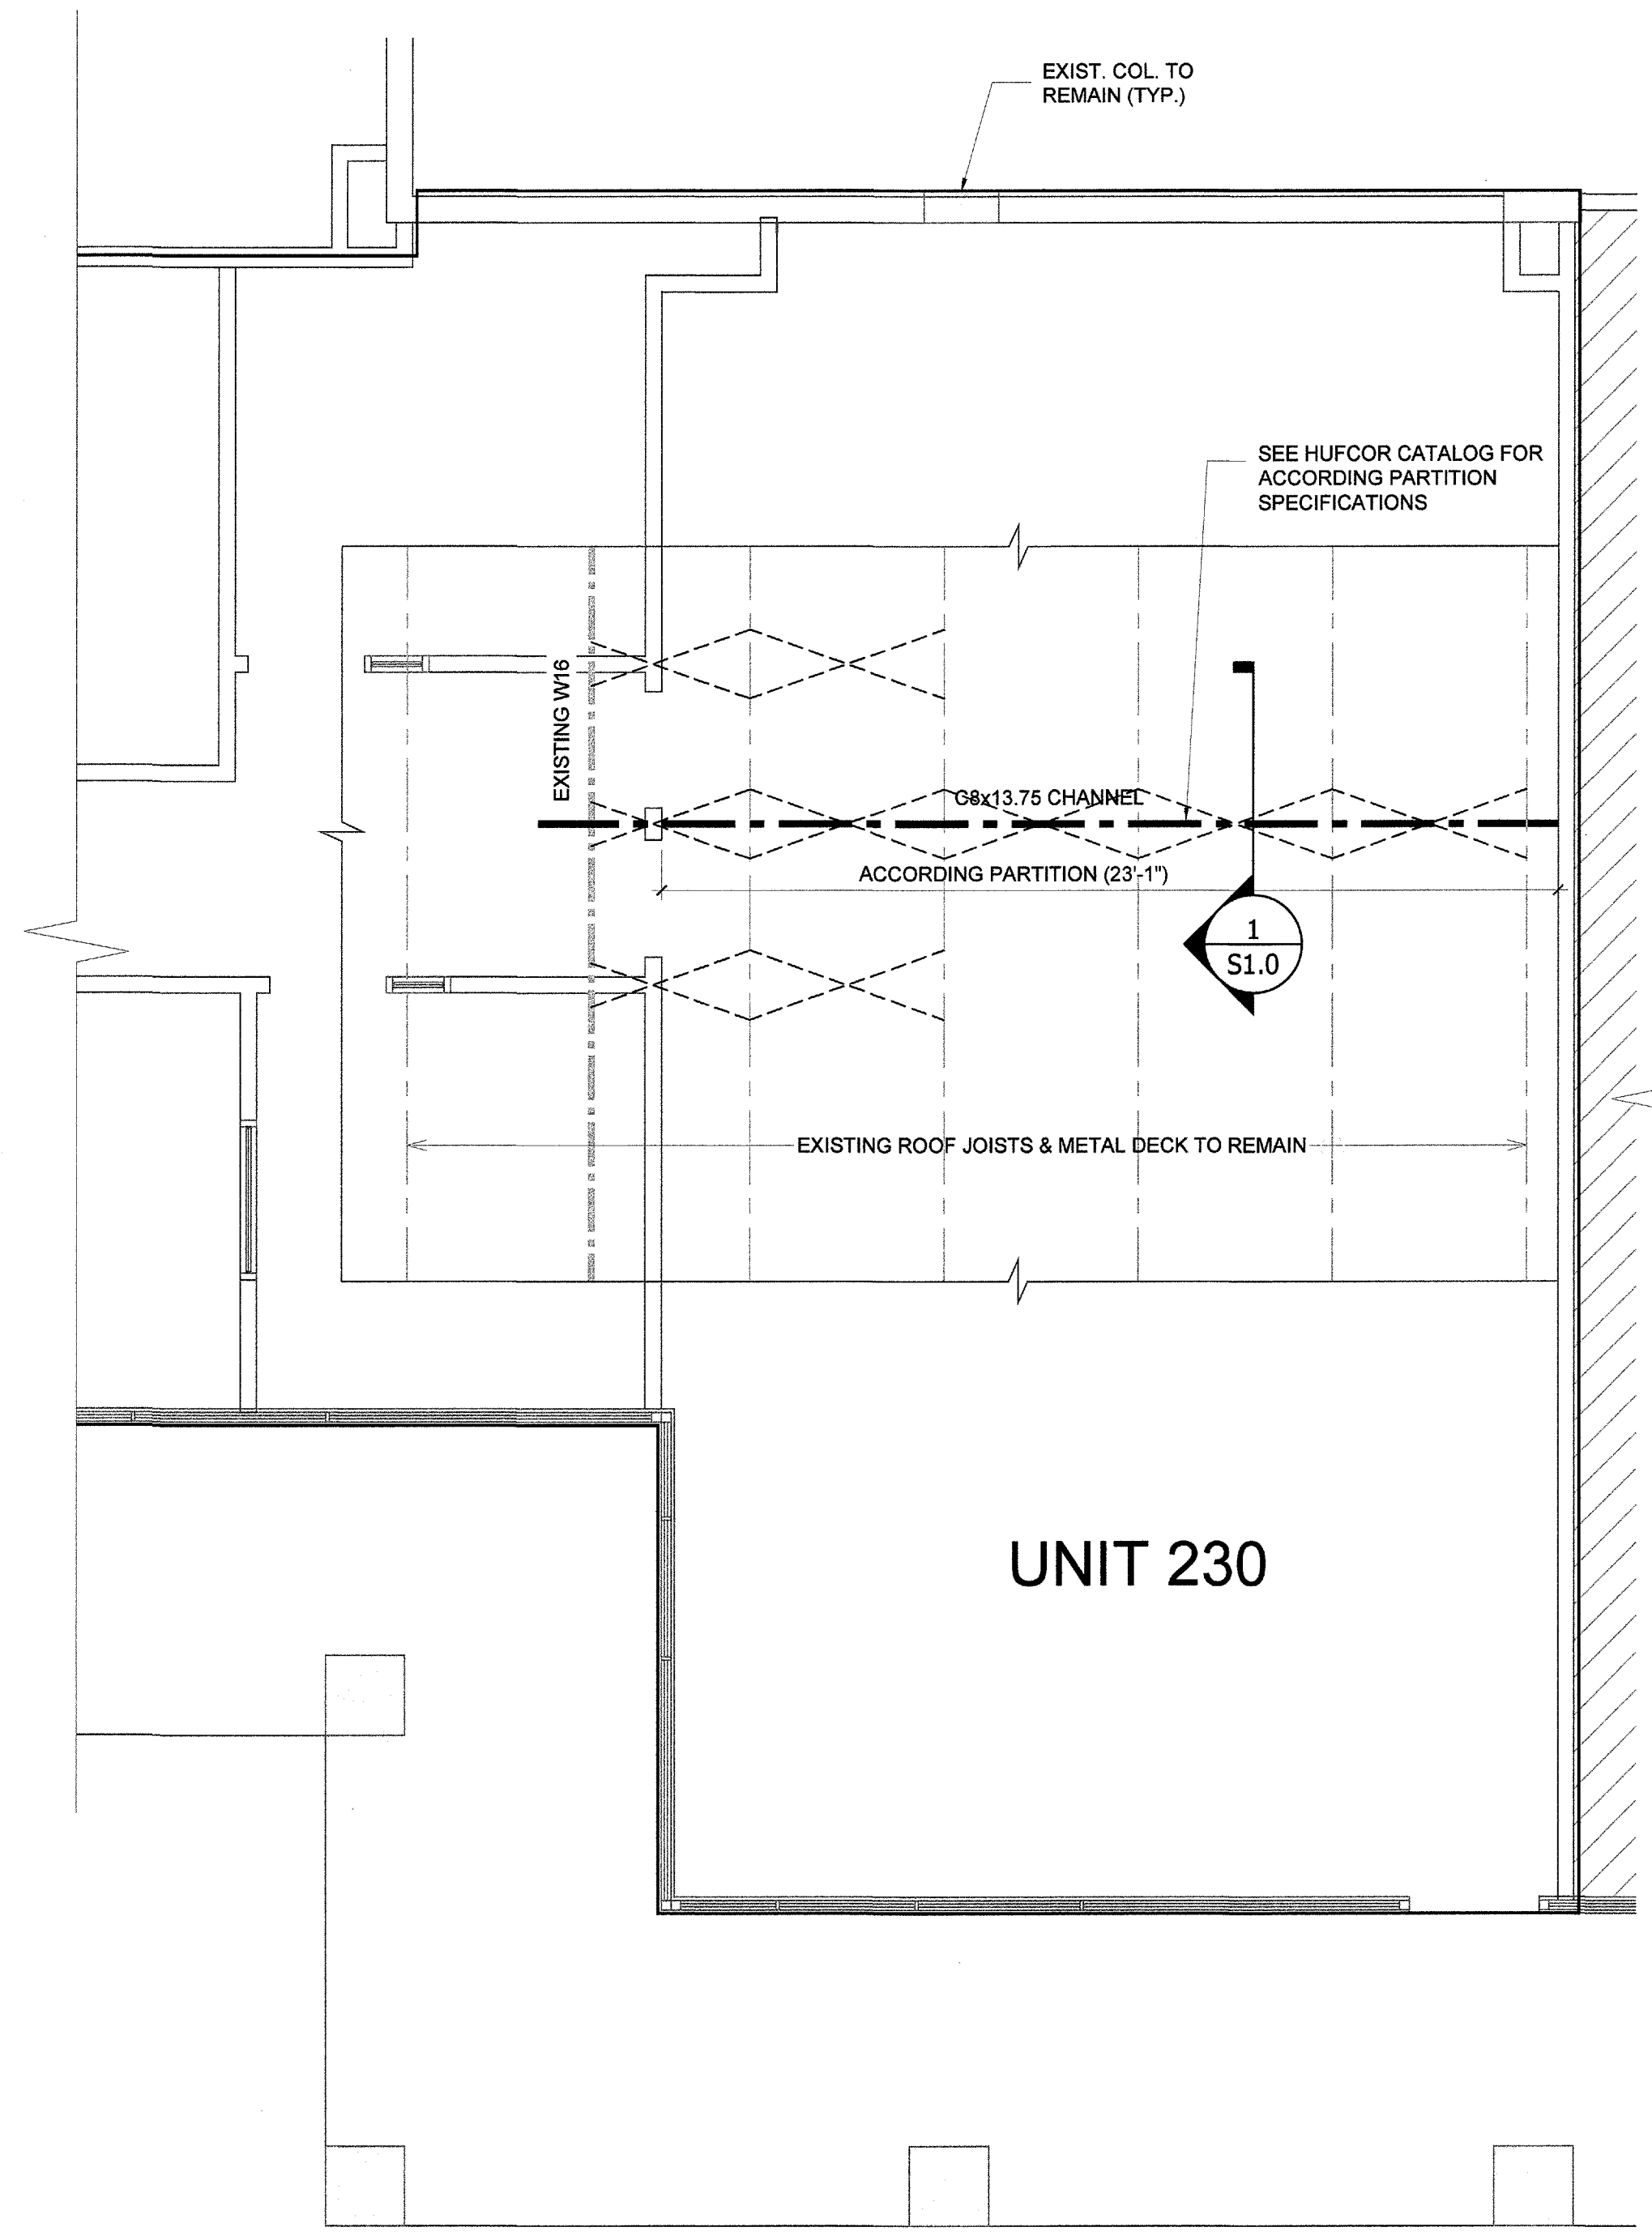 EXIST. COL. TO
REMAIN (TYP.)
SEE HUFCOR CATALOG FOR
ACCORDING PARTITION
SPECIFICATIONS
EXISTING W16
C8x13.75 CHANNEL
ACCORDING PARTITION (23'-1")
1
S1.0
EXISTING ROOF JOISTS & METAL DECK TO REMAIN
UNIT 230